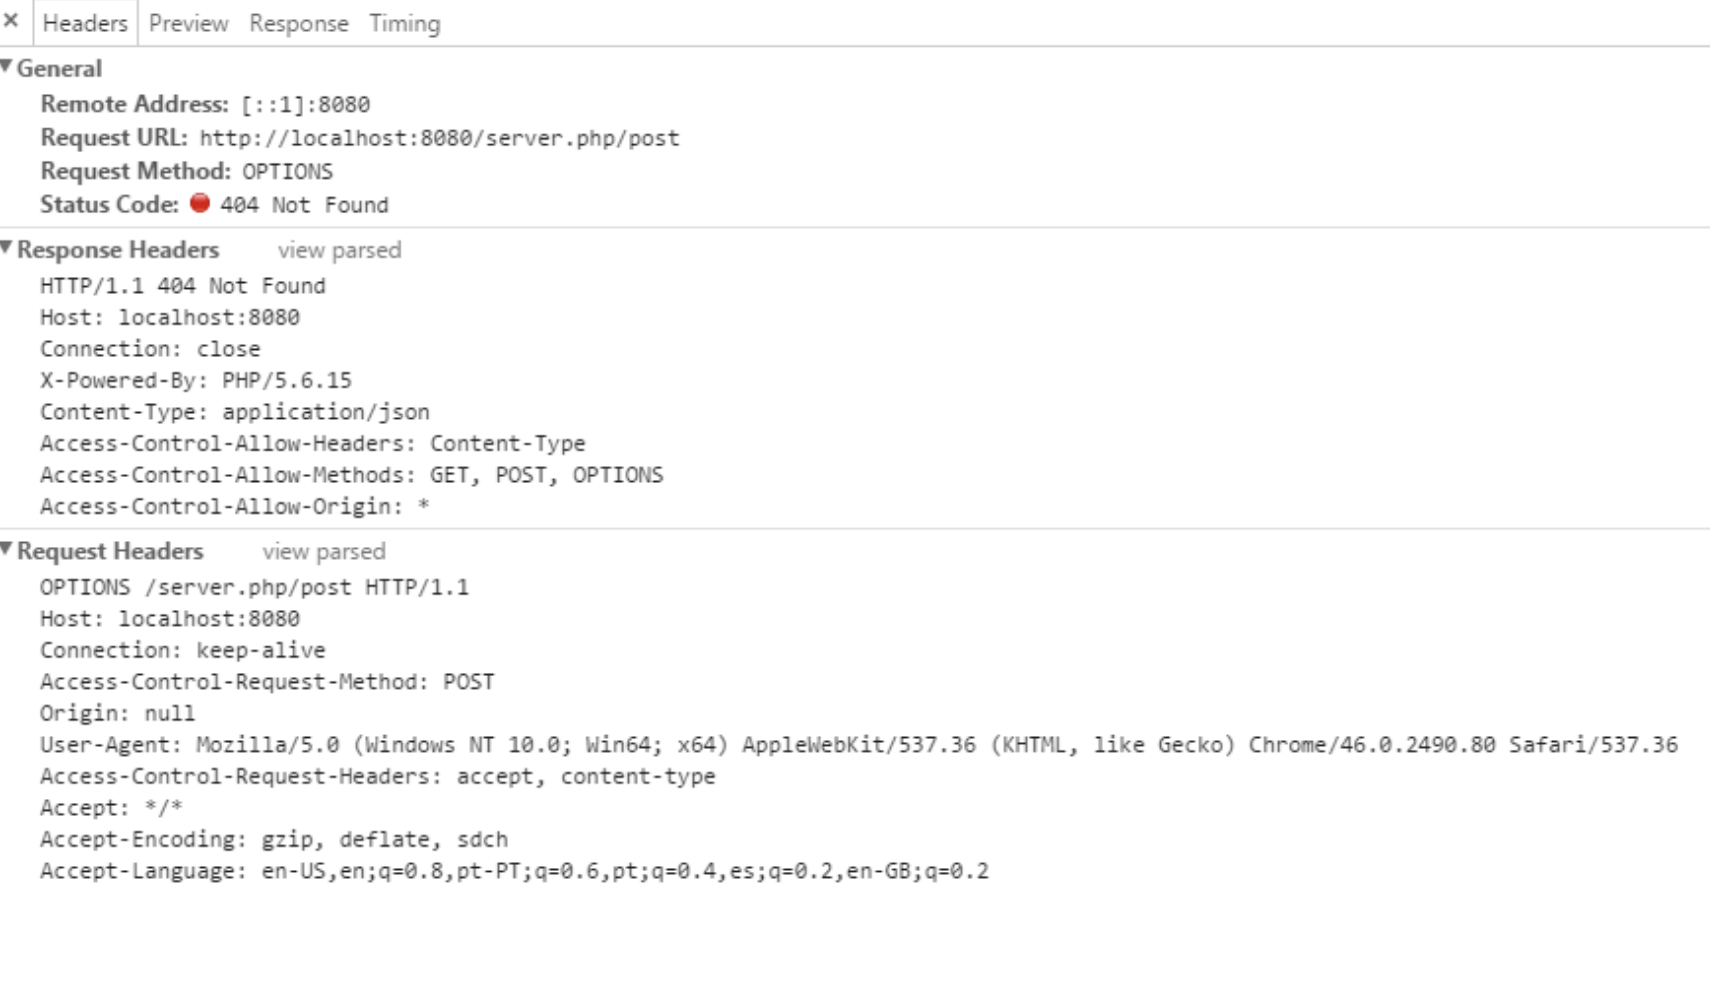 × Headers Preview Response Timing
General
Remote Address: [::1]:8080
Request URL: http://localhost:8080/server.php/post
Request Method: OPTIONS
Status Code: 404 Not Found
Response Headers view parsed
HTTP/1.1 404 Not Found
Host: localhost:8080
Connection: close
X-Powered-By: PHP/5.6.15
Content-Type: application/json
Access-Control-Allow-Headers: Content-Type
Access-Control-Allow-Methods: GET, POST, OPTIONS
Access-Control-Allow-Origin: *
Request Headers view parsed
OPTIONS /server.php/post HTTP/1.1
Host: localhost:8080
Connection: keep-alive
Access-Control-Request-Method: POST
Origin: null
User-Agent: Mozilla/5.0 (Windows NT 10.0; Win64; x64) AppleWebKit/537.36 (KHTML, like Gecko) Chrome/46.0.2490.80 Safari/537.36
Access-Control-Request-Headers: accept, content-type
Accept: */*
Accept-Encoding: gzip, deflate, sdch
Accept-Language: en-US,en;q=0.8,pt-PT;q=0.6,pt;q=0.4,es;q=0.2,en-GB;q=0.2